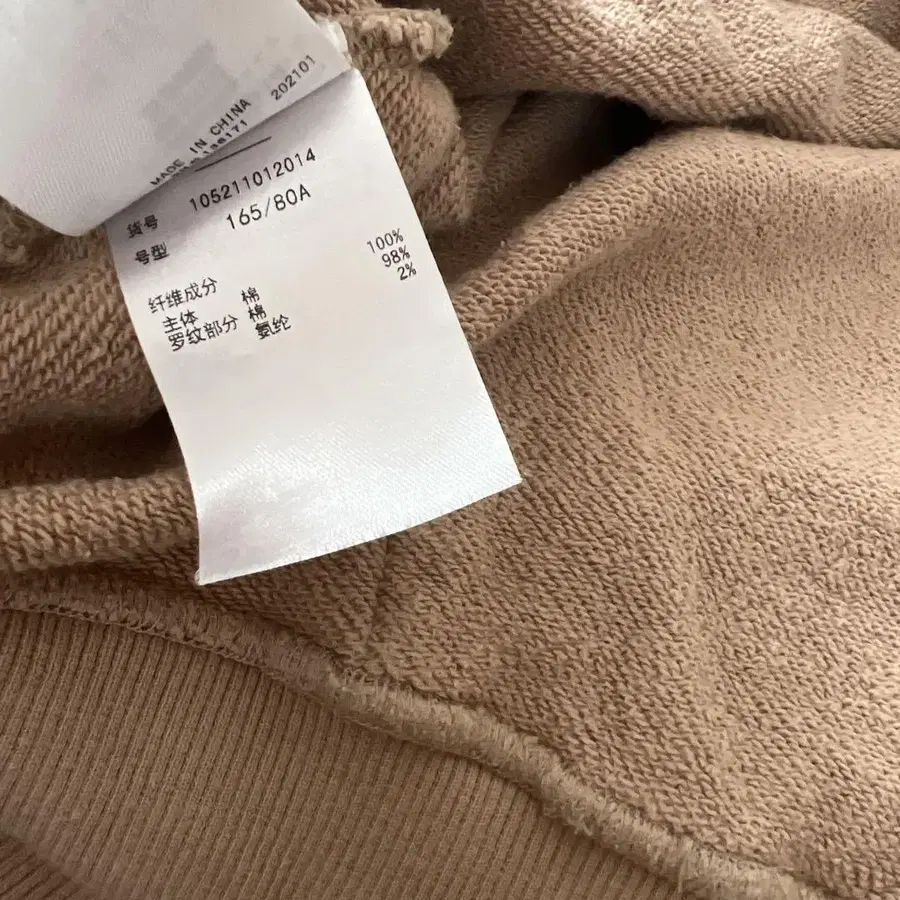 MADE IN CHINA 202101
货号 105211012014
号型 165/80A
纤维成分
主体 棉 100%
罗纹部分 棉 98%
氨纶 2%